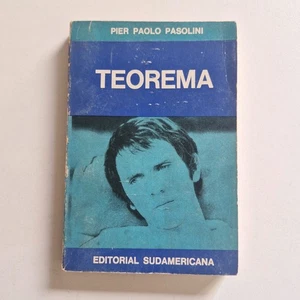 PIER PAOLO PASOLINI
TEOREMA
EDITORIAL SUDAMERICANA